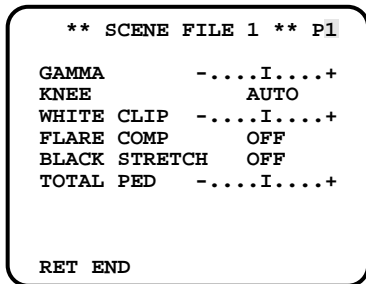 ** SCENE FILE 1 ** P1
GAMMA -....I....+
KNEE AUTO
WHITE CLIP -....I....+
FLARE COMP OFF
BLACK STRETCH OFF
TOTAL PED -....I....+
RET END